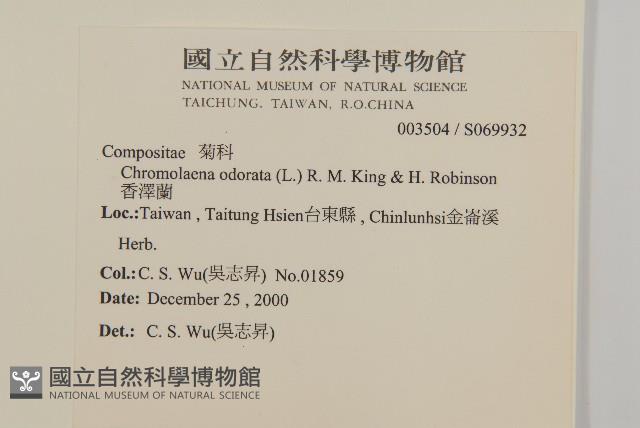 國立自然科學博物館
NATIONAL MUSEUM OF NATURAL SCIENCE
TAICHUNG. TAIWAN, R.O.CHINA
003504 / S069932
Compositae 菊科
Chromolaena odorata (L.) R. M. King & H. Robinson
香澤蘭
Loc.:Taiwan , Taitung Hsien台東縣 , Chinlunhsi金崙溪
Herb.
Col.: C. S. Wu(吳志昇) No.01859
Date: December 25 , 2000
Det.: C. S. Wu(吳志昇)
國立自然科學博物館
NATIONAL MUSEUM OF NATURAL SCIENCE